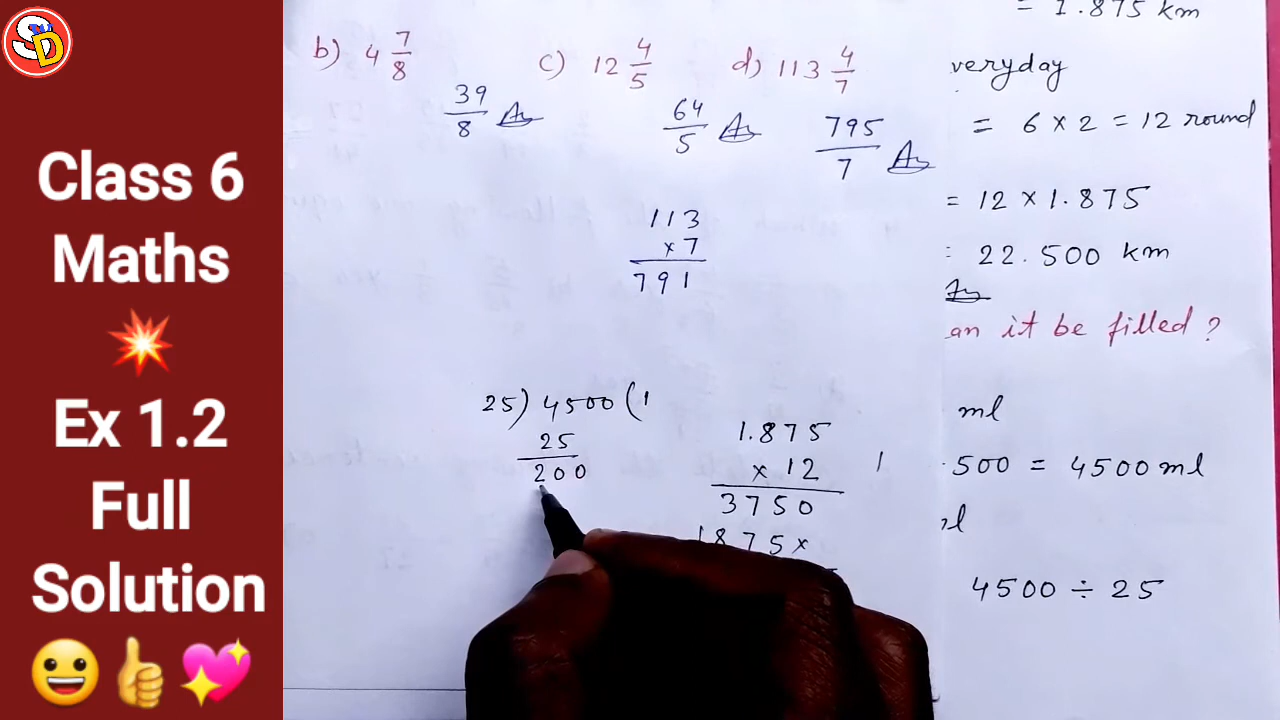 SD
Class 6
Maths
💥
Ex 1.2
Full
Solution
😀👍💖
b) 4 7/8 c) 12 4/5 d) 113 4/7
39/8 64/5 795/7
113
×7
791
25)4500(1
25
200
1.875
×12
3750
1875×
= 1.875 km
veryday
= 6 × 2 = 12 round
= 12 × 1.875
22.500 km
an it be filled ?
ml
500 = 4500 ml
4500 ÷ 25